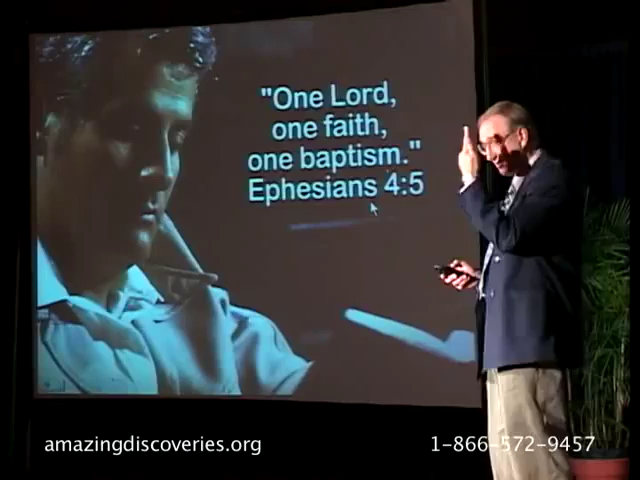 "One Lord,
one faith,
one baptism."
Ephesians 4:5
amazingdiscoveries.org
1-866-572-9457